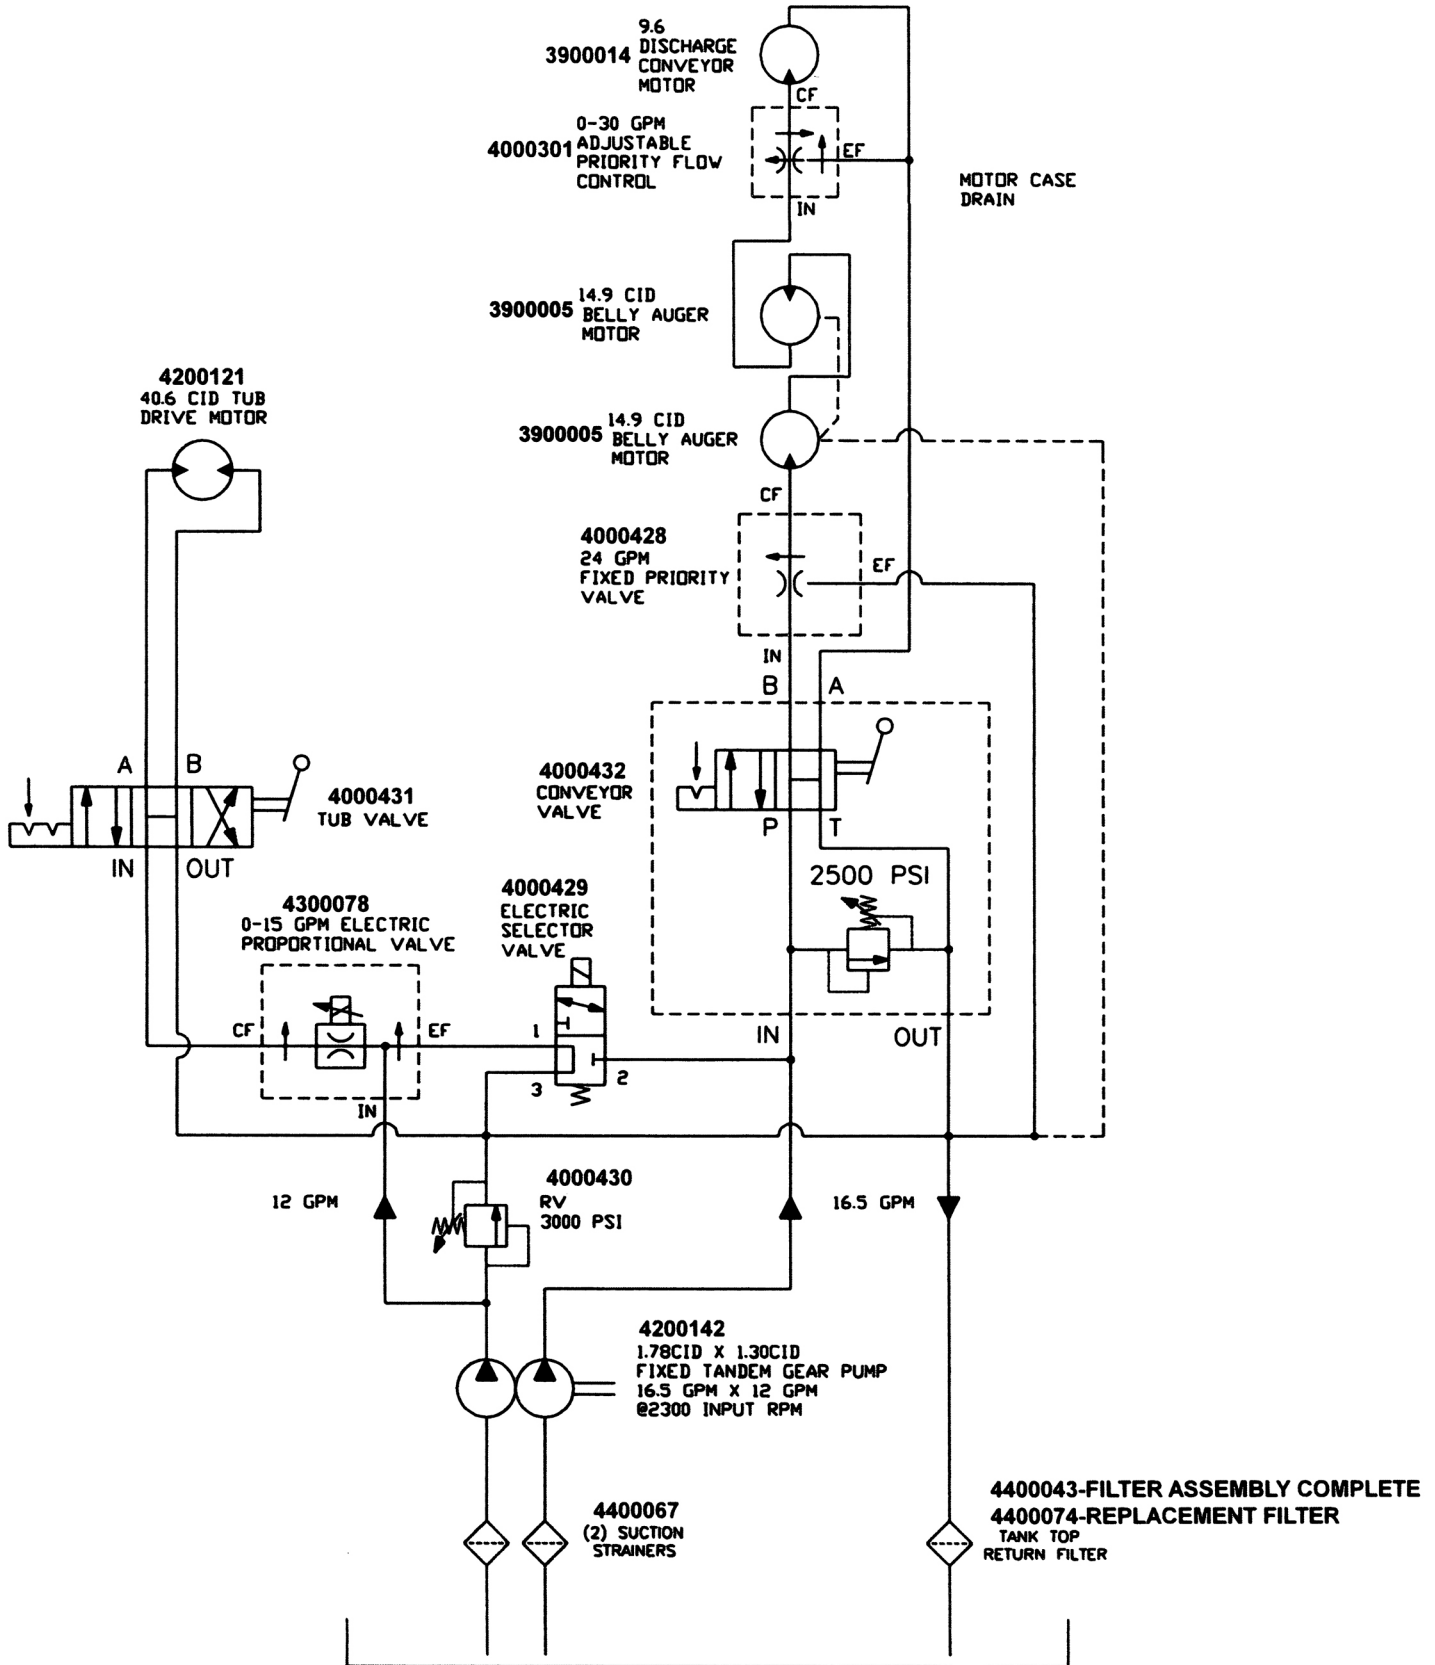 9.6
3900014 DISCHARGE
CONVEYOR
MOTOR
CF
0-30 GPM
4000301 ADJUSTABLE
PRIORITY FLOW
CONTROL
EF
IN
MOTOR CASE
DRAIN
14.9 CID
3900005 BELLY AUGER
MOTOR
4200121
40.6 CID TUB
DRIVE MOTOR
14.9 CID
3900005 BELLY AUGER
MOTOR
CF
4000428
24 GPM
FIXED PRIORITY
VALVE
EF
IN
B A
4000432
CONVEYOR
VALVE
P T
2500 PSI
IN OUT
A B
4000431
TUB VALVE
IN OUT
4300078
0-15 GPM ELECTRIC
PROPORTIONAL VALVE
CF EF
IN
4000429
ELECTRIC
SELECTOR
VALVE
1
3 2
12 GPM
4000430
RV
3000 PSI
16.5 GPM
4200142
1.78CID X 1.30CID
FIXED TANDEM GEAR PUMP
16.5 GPM X 12 GPM
@2300 INPUT RPM
4400067
(2) SUCTION
STRAINERS
4400043-FILTER ASSEMBLY COMPLETE
4400074-REPLACEMENT FILTER
TANK TOP
RETURN FILTER